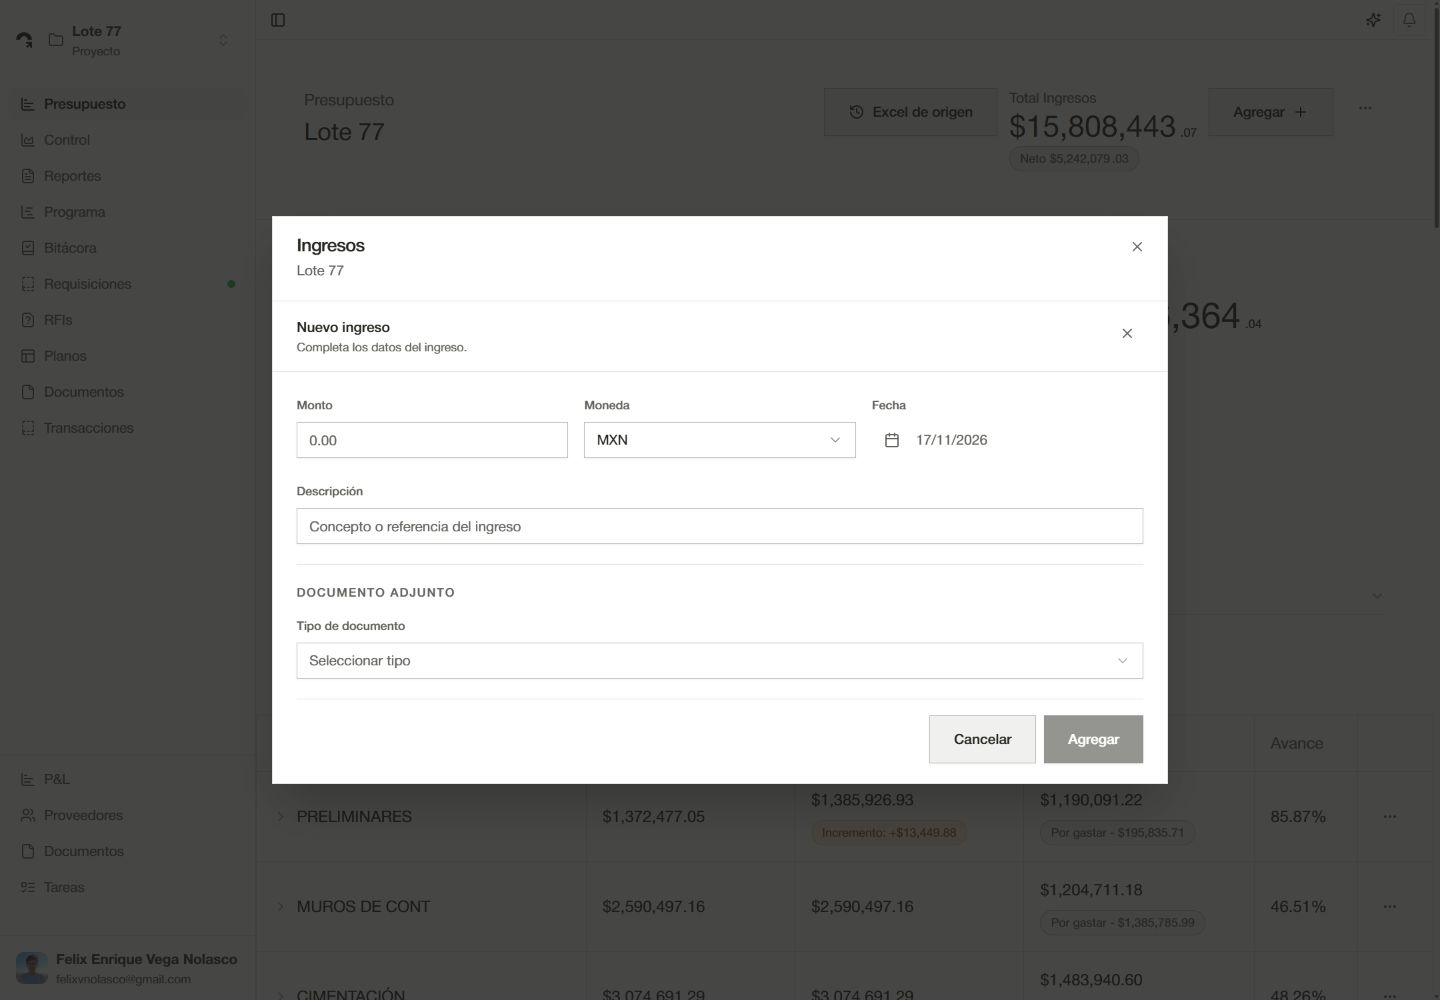 Lote 77
Proyecto
Presupuesto
Control
Reportes
Programa
Bitácora
Requisiciones
RFIs
Planos
Documentos
Transacciones
P&L
Proveedores
Documentos
Tareas
Felix Enrique Vega Nolasco
felixvnolasco@gmail.com
Presupuesto
Lote 77
Excel de origen
Total Ingresos
$15,808,443.07
Neto $5,242,079.03
Agregar
,364.04
Ingresos
Lote 77
Nuevo ingreso
Completa los datos del ingreso.
Monto
Moneda
Fecha
0.00
MXN
17/11/2026
Descripción
Concepto o referencia del ingreso
DOCUMENTO ADJUNTO
Tipo de documento
Seleccionar tipo
Cancelar
Agregar
Avance
PRELIMINARES
$1,372,477.05
$1,385,926.93
Incremento: +$13,449.88
$1,190,091.22
Por gastar - $195,835.71
85.87%
MUROS DE CONT
$2,590,497.16
$2,590,497.16
$1,204,711.18
Por gastar - $1,385,785.99
46.51%
CIMENTACIÓN
$3,074,691.29
$3,074,691.29
$1,483,940.60
48.26%